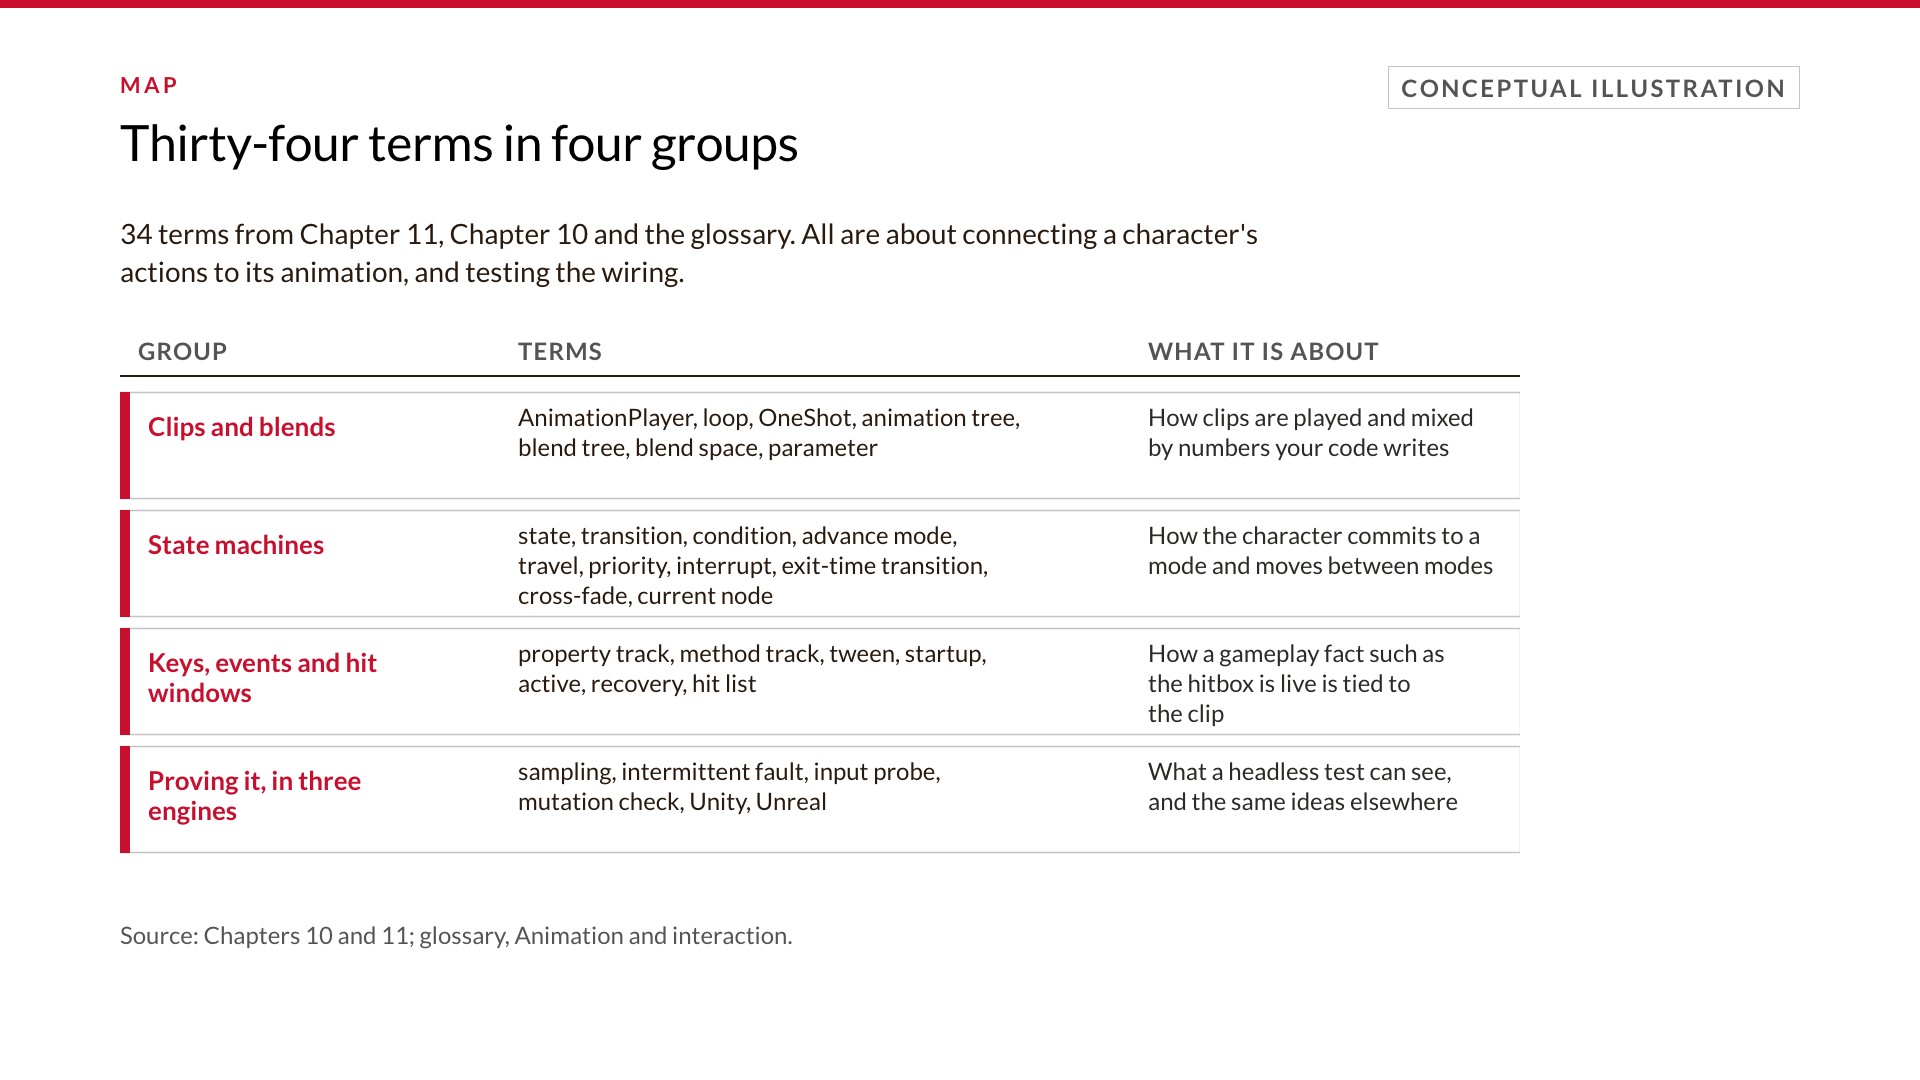 MAP
CONCEPTUAL ILLUSTRATION
Thirty-four terms in four groups
34 terms from Chapter 11, Chapter 10 and the glossary. All are about connecting a character's
actions to its animation, and testing the wiring.
GROUP
TERMS
WHAT IT IS ABOUT
Clips and blends
AnimationPlayer, loop, OneShot, animation tree,
blend tree, blend space, parameter
How clips are played and mixed
by numbers your code writes
State machines
state, transition, condition, advance mode,
travel, priority, interrupt, exit-time transition,
cross-fade, current node
How the character commits to a
mode and moves between modes
Keys, events and hit
windows
property track, method track, tween, startup,
active, recovery, hit list
How a gameplay fact such as
the hitbox is live is tied to
the clip
Proving it, in three
engines
sampling, intermittent fault, input probe,
mutation check, Unity, Unreal
What a headless test can see,
and the same ideas elsewhere
Source: Chapters 10 and 11; glossary, Animation and interaction.